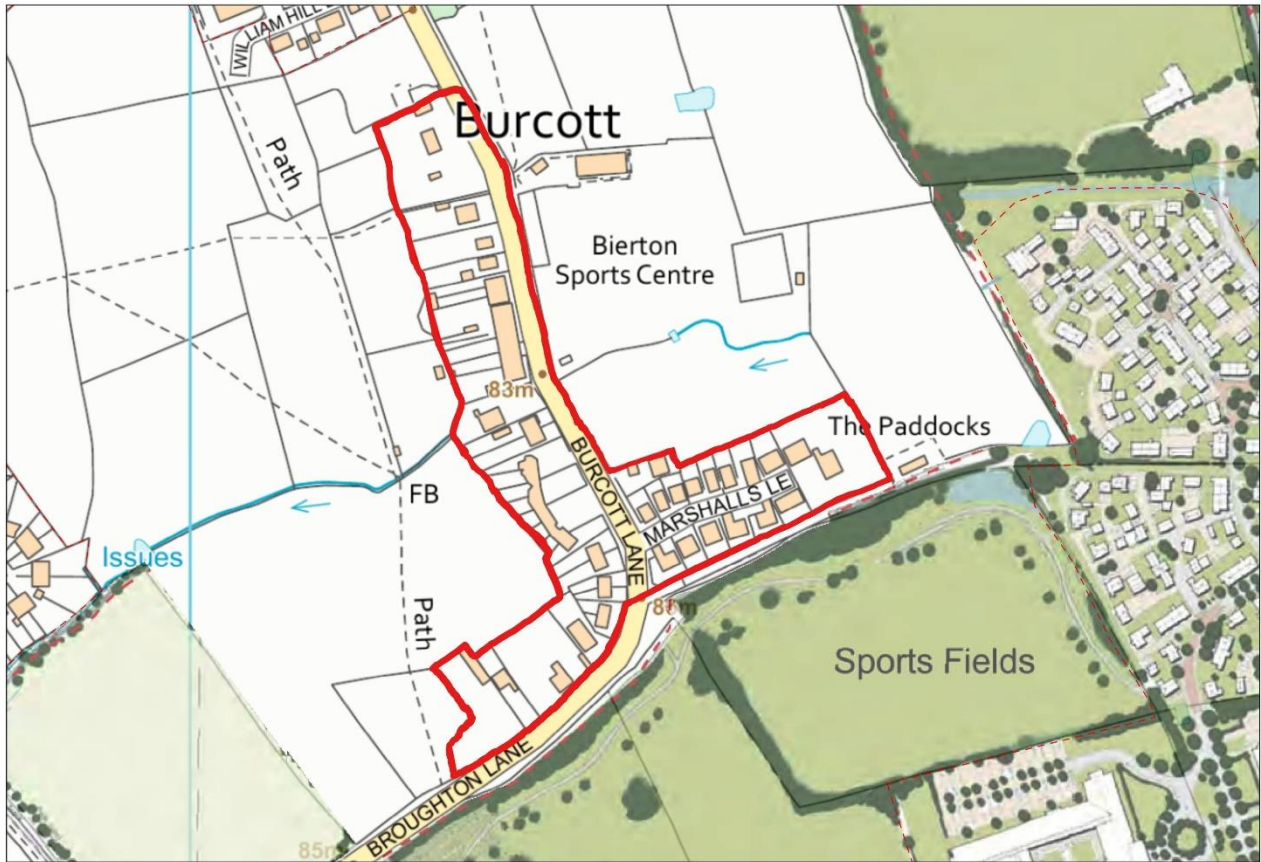 WILLIAM HILL
Burcott
Path
Bierton
Sports Centre
83m
The Paddocks
BURCOTT LANE
MARSHALLS LE
FB
Issues
Path
Sports Fields
BROUGHTON LANE
85m